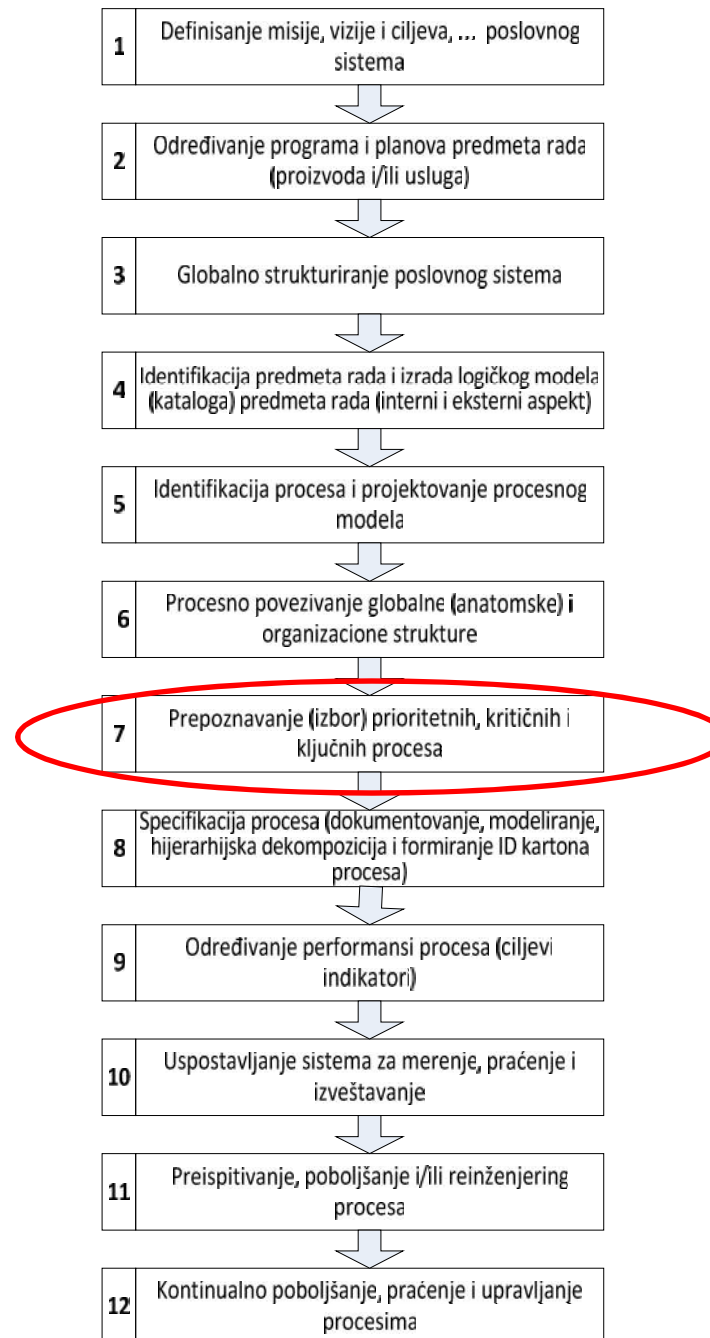 1
Definisanje misije, vizije i ciljeva, ... poslovnog
sistema
2
Određivanje programa i planova predmeta rada
(proizvoda i/ili usluga)
3
Globalno strukturiranje poslovnog sistema
4
Identifikacija predmeta rada i izrada logičkog modela
(kataloga) predmeta rada (interni i eksterni aspekt)
5
Identifikacija procesa i projektovanje procesnog
modela
6
Procesno povezivanje globalne (anatomske) i
organizacione strukture
7
Prepoznavanje (izbor) prioritetnih, kritičnih i
ključnih procesa
8
Specifikacija procesa (dokumentovanje, modeliranje,
hijerarhijska dekompozicija i formiranje ID kartona
procesa)
9
Određivanje performansi procesa (ciljevi
indikatori)
10
Uspostavljanje sistema za merenje, praćenje i
izveštavanje
11
Preispitivanje, poboljšanje i/ili reinženjering
procesa
12
Kontinualno poboljšanje, praćenje i upravljanje
procesima